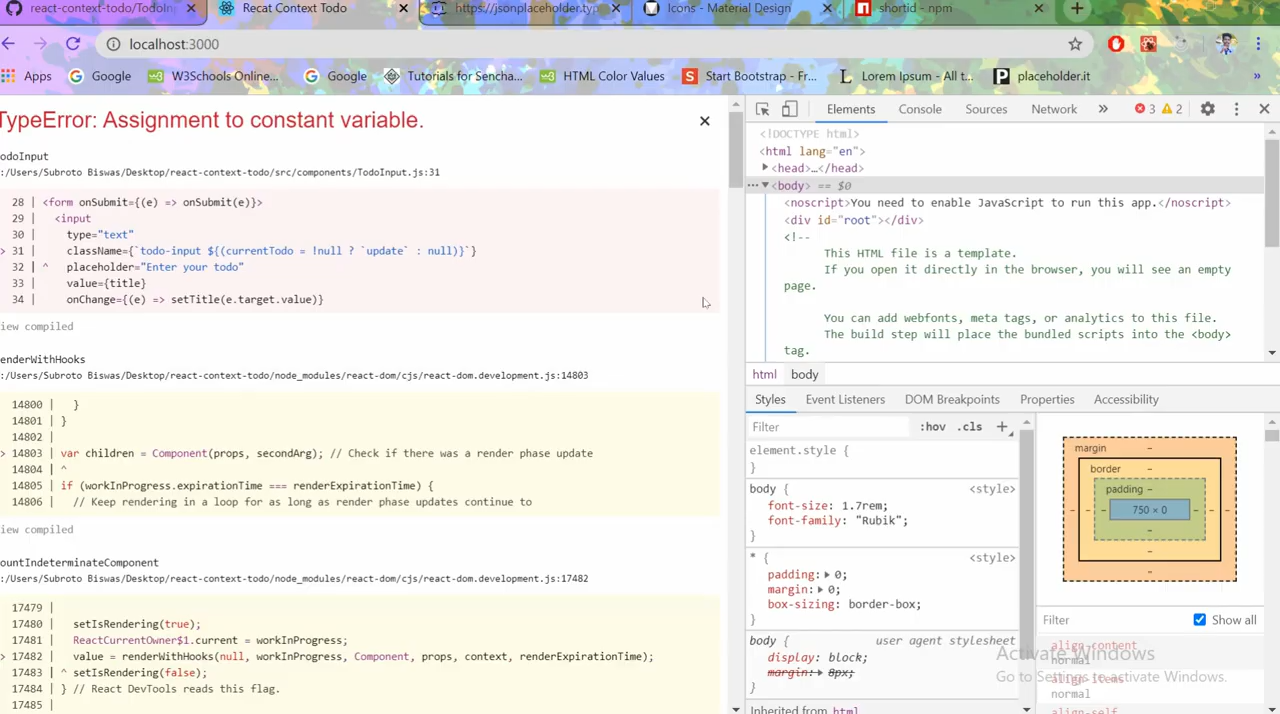 react-context-todo/TodoIn
Recat Context Todo
https://jsonplaceholder.typ
Icons - Material Design
shortid - npm
localhost:3000
Apps
Google
W3Schools Online...
Google
Tutorials for Sencha...
HTML Color Values
Start Bootstrap - Fr...
Lorem Ipsum - All t...
placeholder.it
»
TypeError: Assignment to constant variable.
odoInput
:/Users/Subroto Biswas/Desktop/react-context-todo/src/components/TodoInput.js:31
28 | <form onSubmit={(e) => onSubmit(e)}>
29 | <input
30 | type="text"
> 31 | className={`todo-input ${(currentTodo = !null ? `update` : null)}`}
32 | ^ placeholder="Enter your todo"
33 | value={title}
34 | onChange={(e) => setTitle(e.target.value)}
iew compiled
enderWithHooks
:/Users/Subroto Biswas/Desktop/react-context-todo/node_modules/react-dom/cjs/react-dom.development.js:14803
14800 | }
14801 | }
14802 |
> 14803 | var children = Component(props, secondArg); // Check if there was a render phase update
14804 | ^
14805 | if (workInProgress.expirationTime === renderExpirationTime) {
14806 | // Keep rendering in a loop for as long as render phase updates continue to
iew compiled
ountIndeterminateComponent
:/Users/Subroto Biswas/Desktop/react-context-todo/node_modules/react-dom/cjs/react-dom.development.js:17482
17479 |
17480 | setIsRendering(true);
17481 | ReactCurrentOwner$1.current = workInProgress;
> 17482 | value = renderWithHooks(null, workInProgress, Component, props, context, renderExpirationTime);
17483 | ^ setIsRendering(false);
17484 | } // React DevTools reads this flag.
17485 |
Elements
Console
Sources
Network
»
3
2
<!DOCTYPE html>
<html lang="en">
<head>…</head>
<body> == $0
<noscript>You need to enable JavaScript to run this app.</noscript>
<div id="root"></div>
<!--
This HTML file is a template.
If you open it directly in the browser, you will see an empty
page.
You can add webfonts, meta tags, or analytics to this file.
The build step will place the bundled scripts into the <body>
tag.
html
body
Styles
Event Listeners
DOM Breakpoints
Properties
Accessibility
Filter
:hov
.cls
+
element.style {
}
body {
<style>
font-size: 1.7rem;
font-family: "Rubik";
}
* {
<style>
padding: 0;
margin: 0;
box-sizing: border-box;
}
body {
user agent stylesheet
display: block;
margin: 8px;
}
Inherited from html
margin
–
border
–
padding
–
750 × 0
–
–
–
–
–
–
–
–
–
Filter
Show all
align-content
normal
align-items
normal
align-self
Activate Windows
Go to Settings to activate Windows.